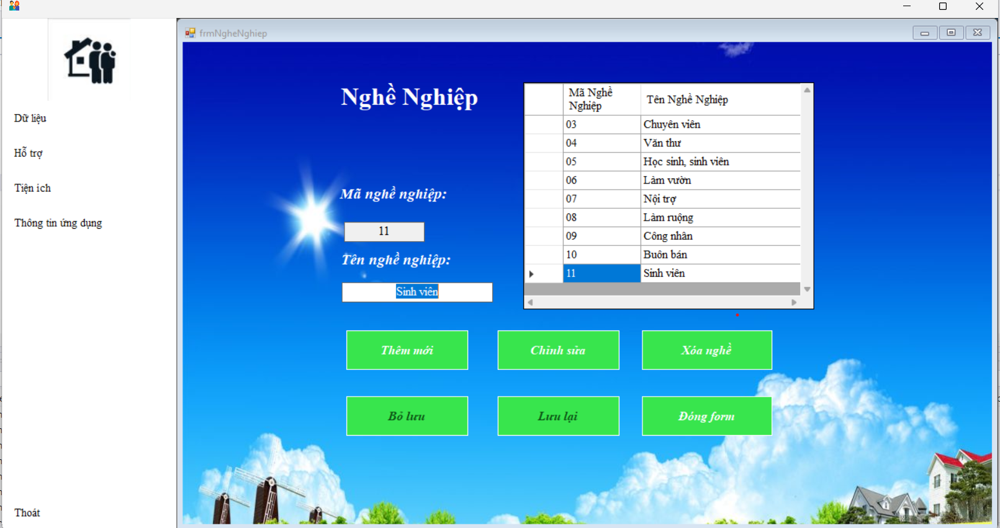 frmNgheNghiep
Dữ liệu
Hỗ trợ
Tiện ích
Thông tin ứng dụng
Thoát
Nghề Nghiệp
Mã nghề nghiệp:
11
Tên nghề nghiệp:
Sinh viên
Mã Nghề Nghiệp Tên Nghề Nghiệp
03 Chuyên viên
04 Văn thư
05 Học sinh, sinh viên
06 Làm vườn
07 Nội trợ
08 Làm ruộng
09 Công nhân
10 Buôn bán
11 Sinh viên
Thêm mới Chỉnh sửa Xóa nghề
Bỏ lưu Lưu lại Đóng form